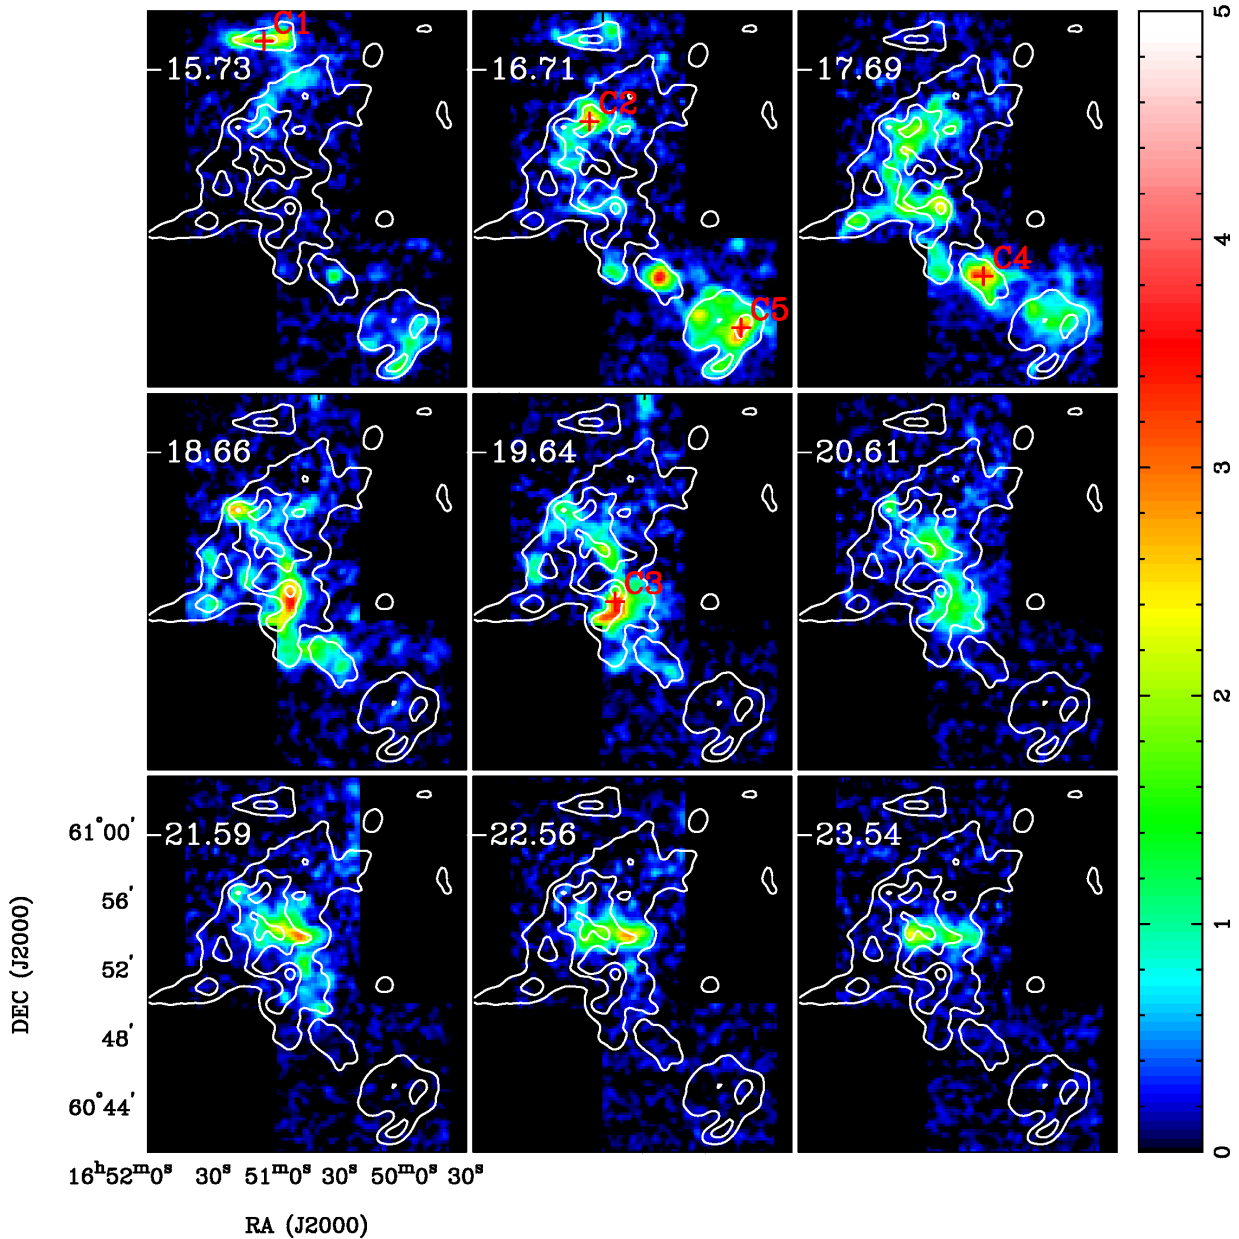 C1
-15.73
C2
-16.71
C5
-17.69
C4
5
4
3
2
1
0
-18.66
-19.64
C3
-20.61
-21.59
-22.56
-23.54
61°00′
56′
52′
48′
60°44′
DEC (J2000)
16ʰ52ᵐ0ˢ 30ˢ 51ᵐ0ˢ 30ˢ 50ᵐ0ˢ 30ˢ
RA (J2000)